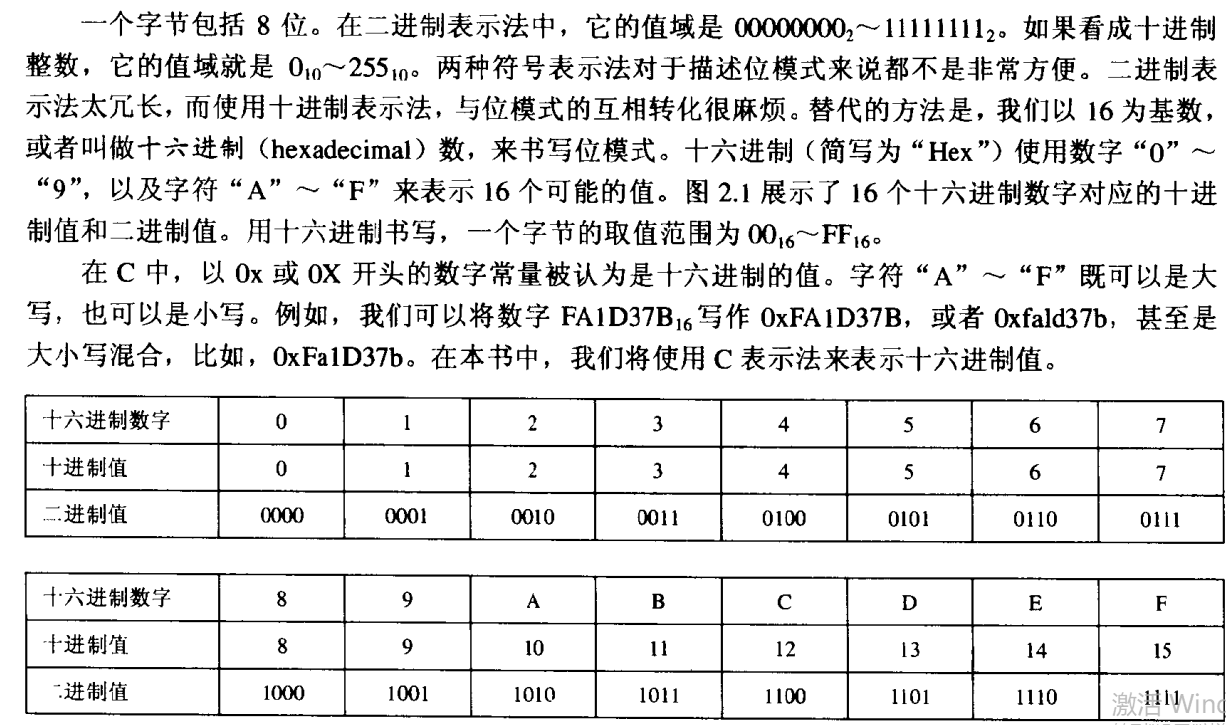 一个字节包括 8 位。在二进制表示法中，它的值域是 00000000₂～11111111₂。如果看成十进制
整数，它的值域就是 0₁₀～255₁₀。两种符号表示法对于描述位模式来说都不是非常方便。二进制表
示法太冗长，而使用十进制表示法，与位模式的互相转化很麻烦。替代的方法是，我们以 16 为基数，
或者叫做十六进制（hexadecimal）数，来书写位模式。十六进制（简写为“Hex”）使用数字“0”～
“9”，以及字符“A”～“F”来表示 16 个可能的值。图 2.1 展示了 16 个十六进制数字对应的十进
制值和二进制值。用十六进制书写，一个字节的取值范围为 00₁₆～FF₁₆。
在 C 中，以 0x 或 0X 开头的数字常量被认为是十六进制的值。字符“A”～“F”既可以是大
写，也可以是小写。例如，我们可以将数字 FA1D37B₁₆ 写作 0xFA1D37B，或者 0xfald37b，甚至是
大小写混合，比如，0xFa1D37b。在本书中，我们将使用 C 表示法来表示十六进制值。
十六进制数字 0 1 2 3 4 5 6 7
十进制值 0 1 2 3 4 5 6 7
二进制值 0000 0001 0010 0011 0100 0101 0110 0111
十六进制数字 8 9 A B C D E F
十进制值 8 9 10 11 12 13 14 15
二进制值 1000 1001 1010 1011 1100 1101 1110 1111
激活 Wind